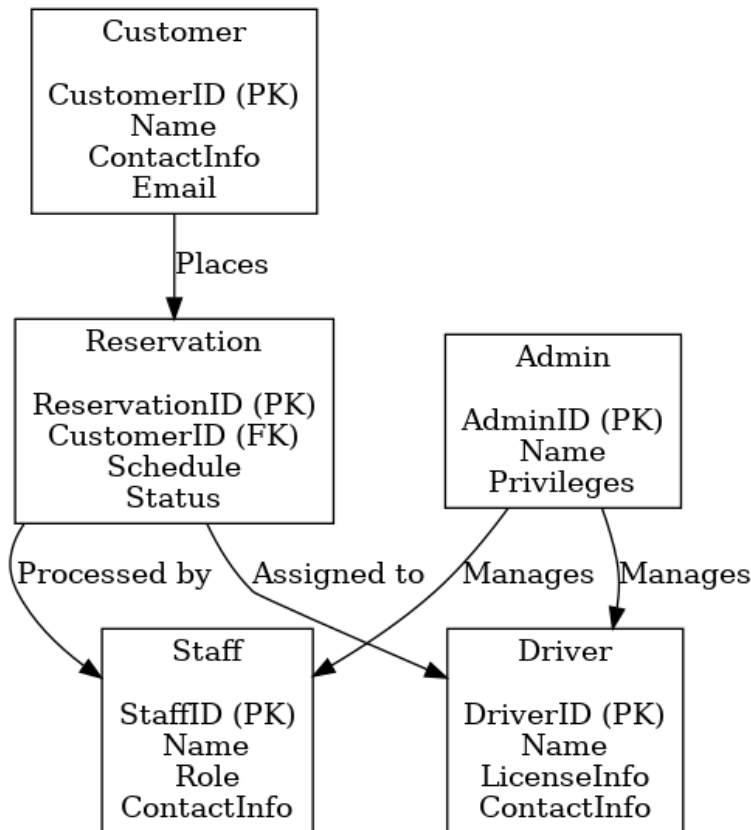 Customer
CustomerID (PK)
Name
ContactInfo
Email
Places
Reservation
ReservationID (PK)
CustomerID (FK)
Schedule
Status
Admin
AdminID (PK)
Name
Privileges
Processed by
Assigned to
Manages
Manages
Staff
StaffID (PK)
Name
Role
ContactInfo
Driver
DriverID (PK)
Name
LicenseInfo
ContactInfo